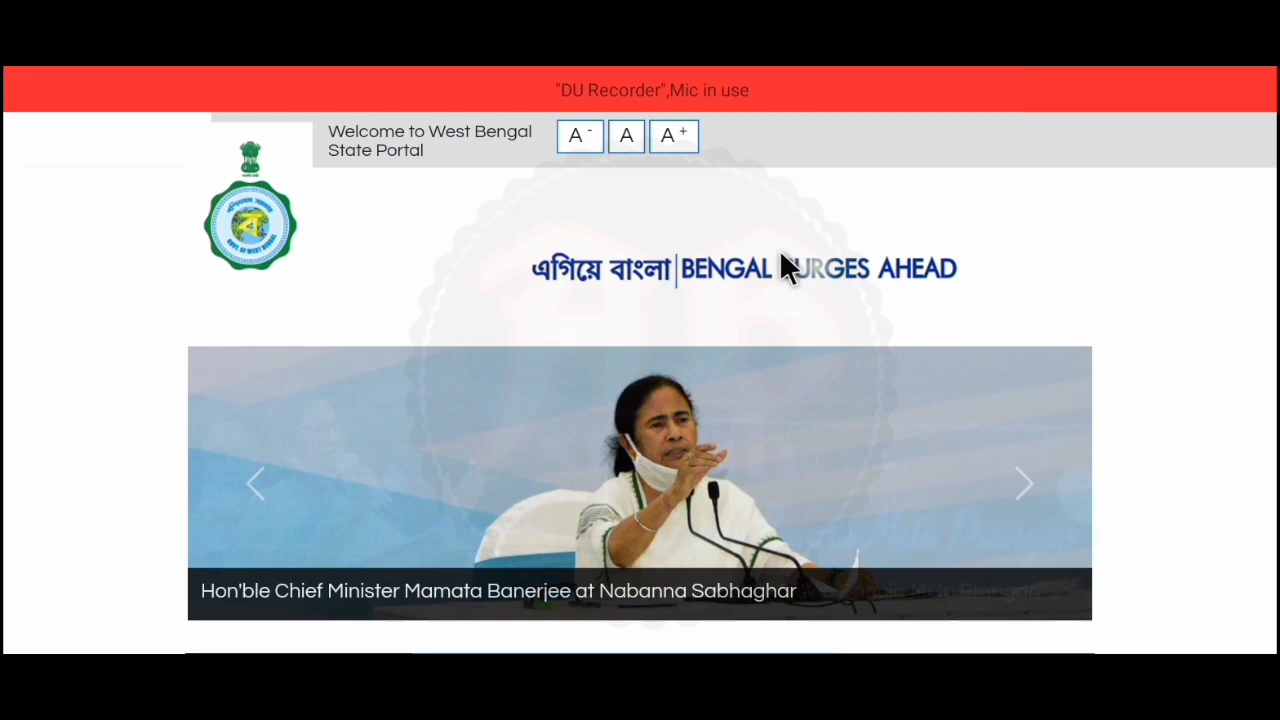 "DU Recorder",Mic in use
Welcome to West Bengal
State Portal
A -
A
A +
এগিয়ে বাংলা BENGAL URGES AHEAD
Hon'ble Chief Minister Mamata Banerjee at Nabanna Sabhaghar